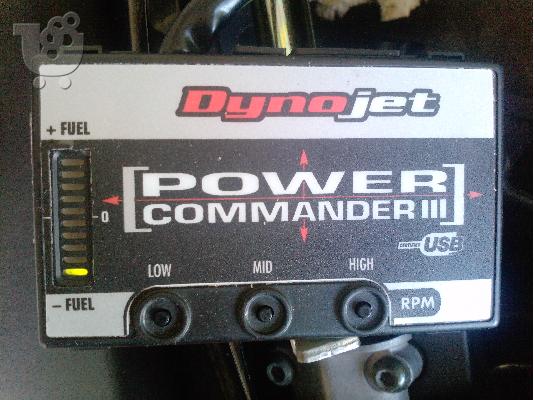 Dynojet
+ FUEL
POWER
COMMANDER III
0
USB
LOW MID HIGH
- FUEL
RPM